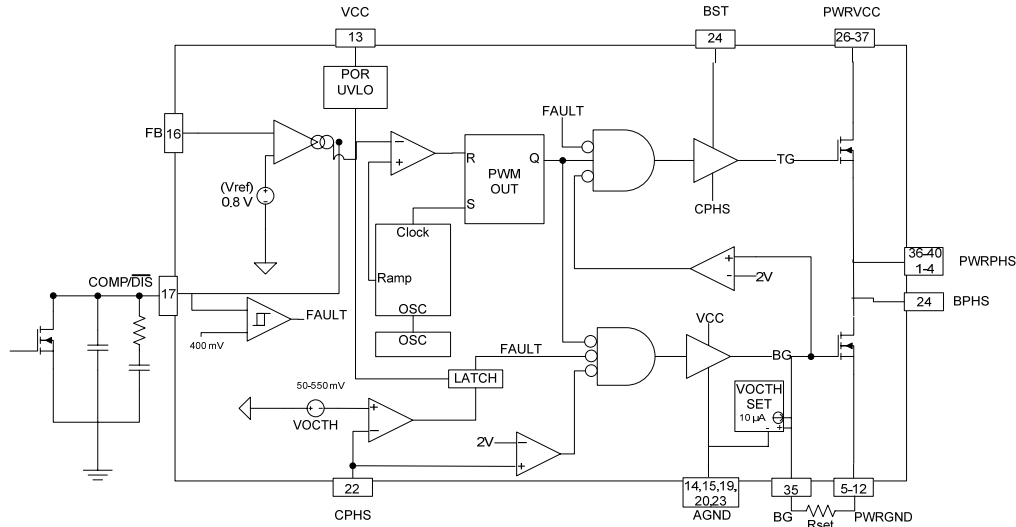 VCC
BST
PWRVCC
13
24
26-37
POR
UVLO
FAULT
FB
16
R
Q
PWM
OUT
S
TG
(Vref)
0.8 V
CPHS
Clock
Ramp
OSC
OSC
COMP/DIS
17
FAULT
400 mV
2V
36-40
1-4
PWRPHS
24
BPHS
VCC
FAULT
BG
LATCH
50-550 mV
VOCTH
VOCTH
SET
10 µA
2V
22
14,15,19,
20,23
35
5-12
CPHS
AGND
BG
Rset
PWRGND